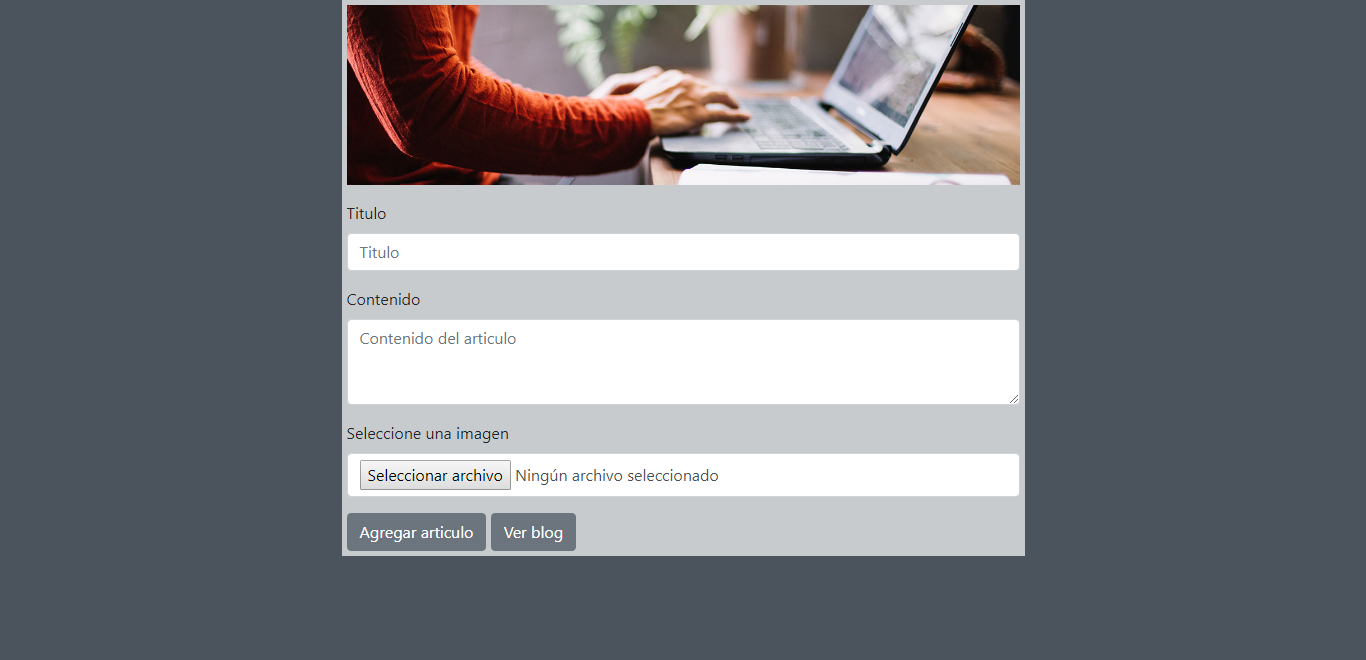 Titulo
Titulo
Contenido
Contenido del articulo
Seleccione una imagen
Seleccionar archivo Ningún archivo seleccionado
Agregar articulo Ver blog